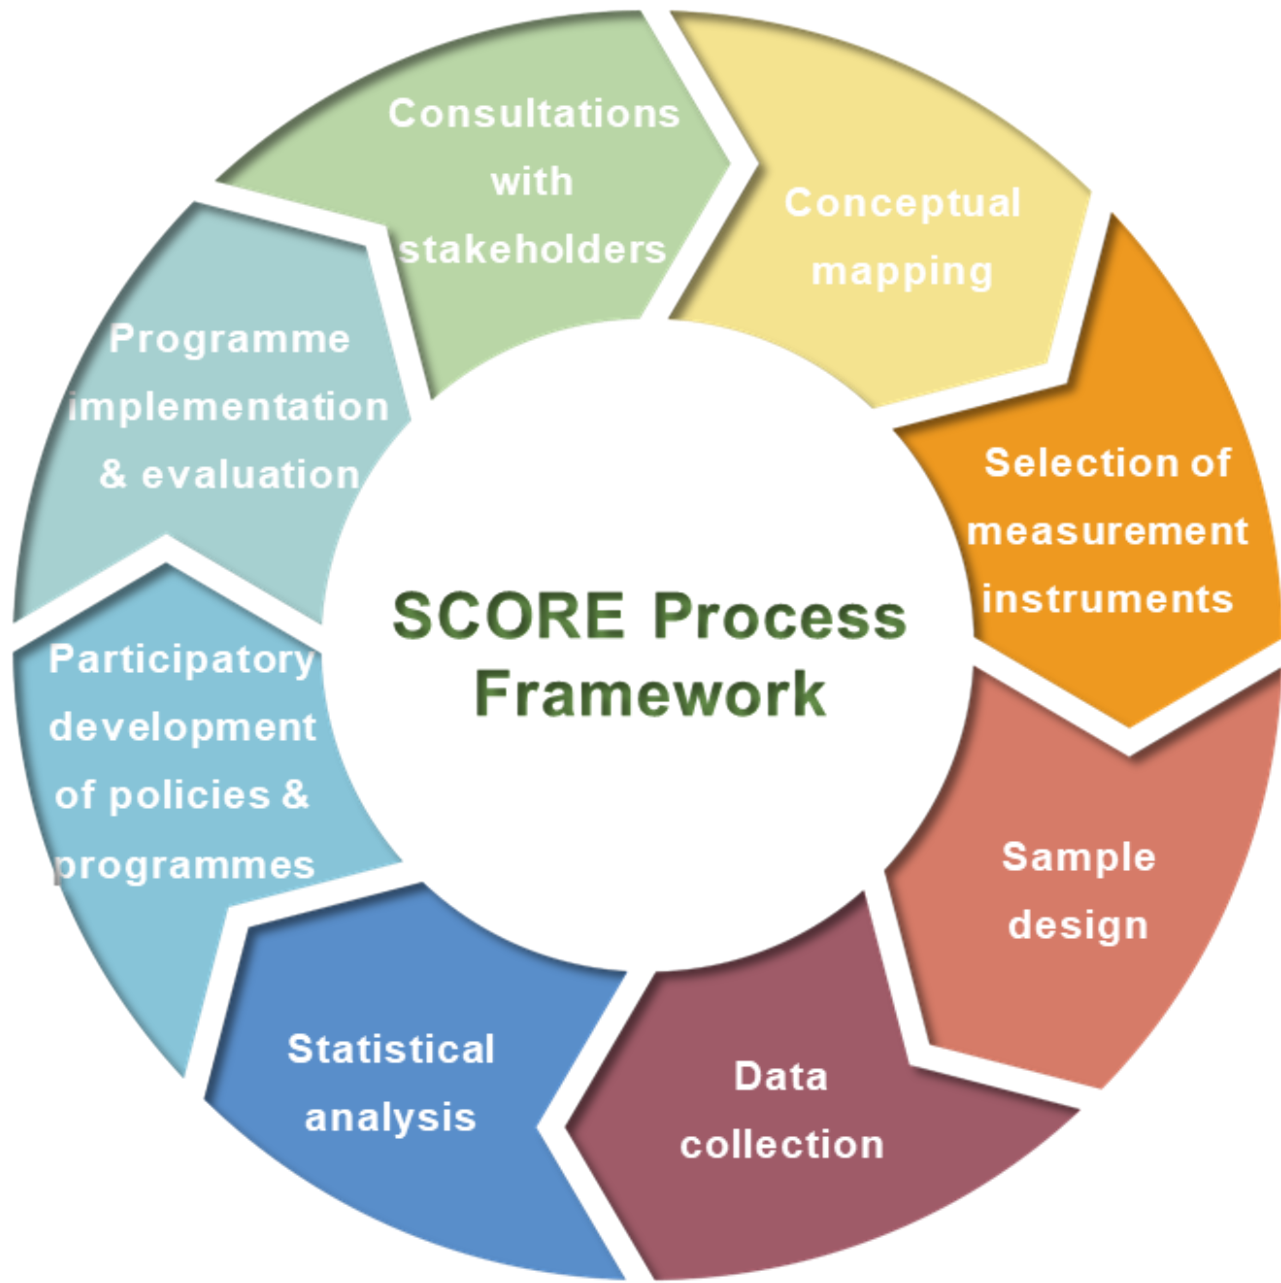 Consultations
with
stakeholders
Conceptual
mapping
Selection of
measurement
instruments
Sample
design
Data
collection
Statistical
analysis
Participatory
development
of policies &
programmes
Programme
implementation
& evaluation
SCORE Process
Framework